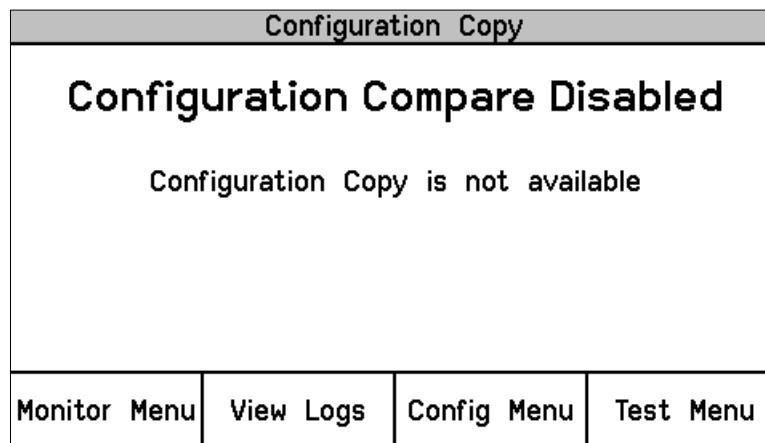 Configuration Copy
Configuration Compare Disabled
Configuration Copy is not available
Monitor Menu View Logs Config Menu Test Menu